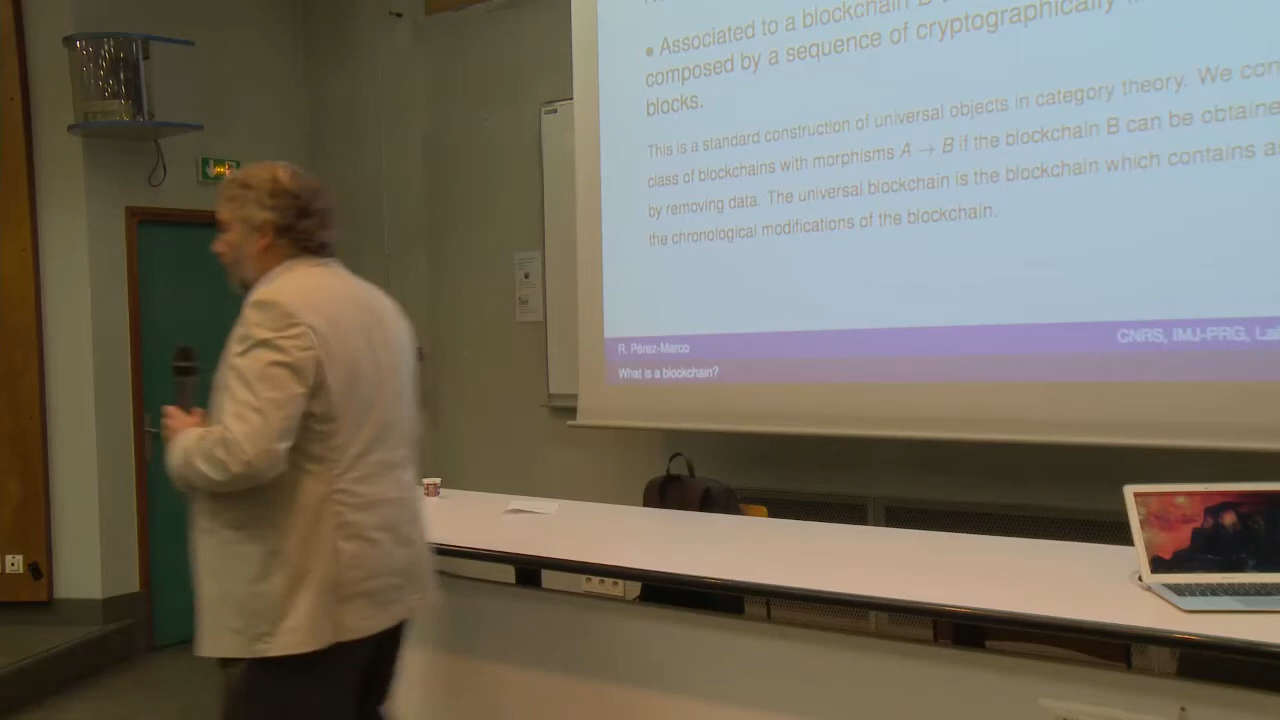 • Associated to a blockchain B
composed by a sequence of cryptographically
blocks.
This is a standard construction of universal objects in category theory. We con
class of blockchains with morphisms A → B if the blockchain B can be obtaine
by removing data. The universal blockchain is the blockchain which contains a
the chronological modifications of the blockchain.
R. Pérez-Marco
CNRS, IMJ-PRG, La
What is a blockchain?